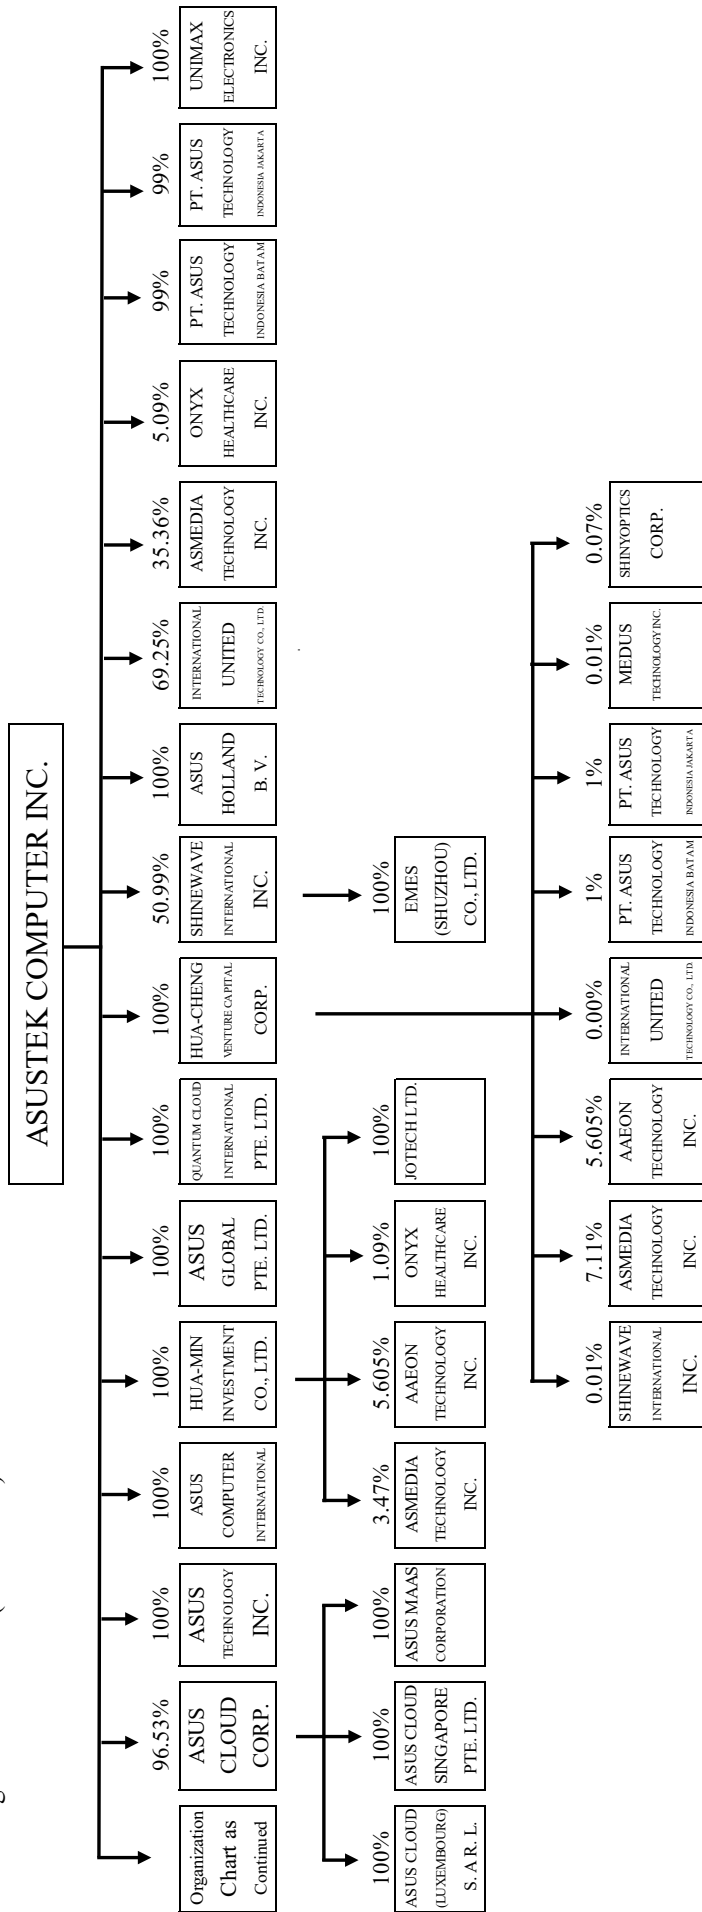 ASUSTEK COMPUTER INC.
Organization
Chart as
Continued
96.53%
ASUS
CLOUD
CORP.
100%
ASUS
TECHNOLOGY
INC.
100%
ASUS
COMPUTER
INTERNATIONAL
100%
HUA-MIN
INVESTMENT
CO., LTD.
100%
ASUS
GLOBAL
PTE. LTD.
100%
QUANTUM CLOUD
INTERNATIONAL
PTE. LTD.
100%
HUA-CHENG
VENTURE CAPITAL
CORP.
50.99%
SHINEWAVE
INTERNATIONAL
INC.
100%
ASUS
HOLLAND
B. V.
69.25%
INTERNATIONAL
UNITED
TECHNOLOGY CO., LTD.
35.36%
ASMEDIA
TECHNOLOGY
INC.
5.09%
ONYX
HEALTHCARE
INC.
99%
PT. ASUS
TECHNOLOGY
INDONESIA BATAM
99%
PT. ASUS
TECHNOLOGY
INDONESIA JAKARTA
100%
UNIMAX
ELECTRONICS
INC.
100%
ASUS CLOUD
(LUXEMBOURG)
S. A R. L.
100%
ASUS CLOUD
SINGAPORE
PTE. LTD.
100%
ASUS MAAS
CORPORATION
3.47%
ASMEDIA
TECHNOLOGY
INC.
5.605%
AAEON
TECHNOLOGY
INC.
1.09%
ONYX
HEALTHCARE
INC.
100%
JOTECH LTD.
100%
EMES
(SHUZHOU)
CO., LTD.
0.01%
SHINEWAVE
INTERNATIONAL
INC.
7.11%
ASMEDIA
TECHNOLOGY
INC.
5.605%
AAEON
TECHNOLOGY
INC.
0.00%
INTERNATIONAL
UNITED
TECHNOLOGY CO., LTD.
1%
PT. ASUS
TECHNOLOGY
INDONESIA BATAM
1%
PT. ASUS
TECHNOLOGY
INDONESIA JAKARTA
0.01%
MEDUS
TECHNOLOGY INC.
0.07%
SHINYOPTICS
CORP.